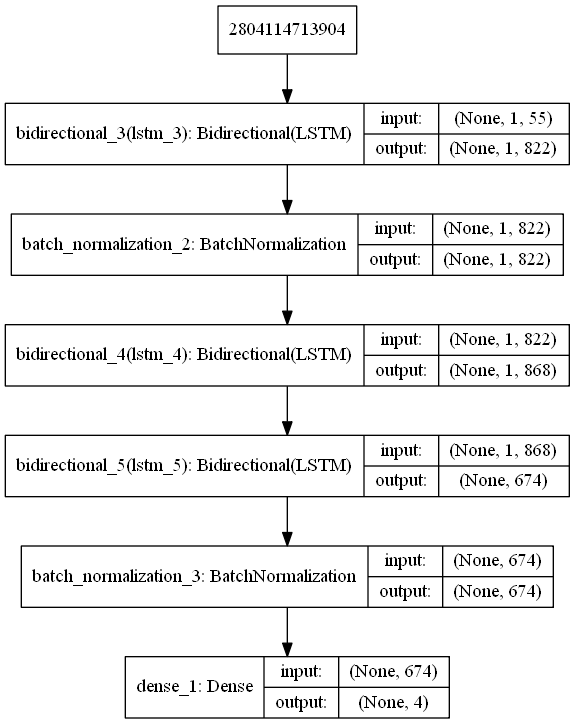 2804114713904
bidirectional_3(lstm_3): Bidirectional(LSTM)
input: (None, 1, 55)
output: (None, 1, 822)
batch_normalization_2: BatchNormalization
input: (None, 1, 822)
output: (None, 1, 822)
bidirectional_4(lstm_4): Bidirectional(LSTM)
input: (None, 1, 822)
output: (None, 1, 868)
bidirectional_5(lstm_5): Bidirectional(LSTM)
input: (None, 1, 868)
output: (None, 674)
batch_normalization_3: BatchNormalization
input: (None, 674)
output: (None, 674)
dense_1: Dense
input: (None, 674)
output: (None, 4)